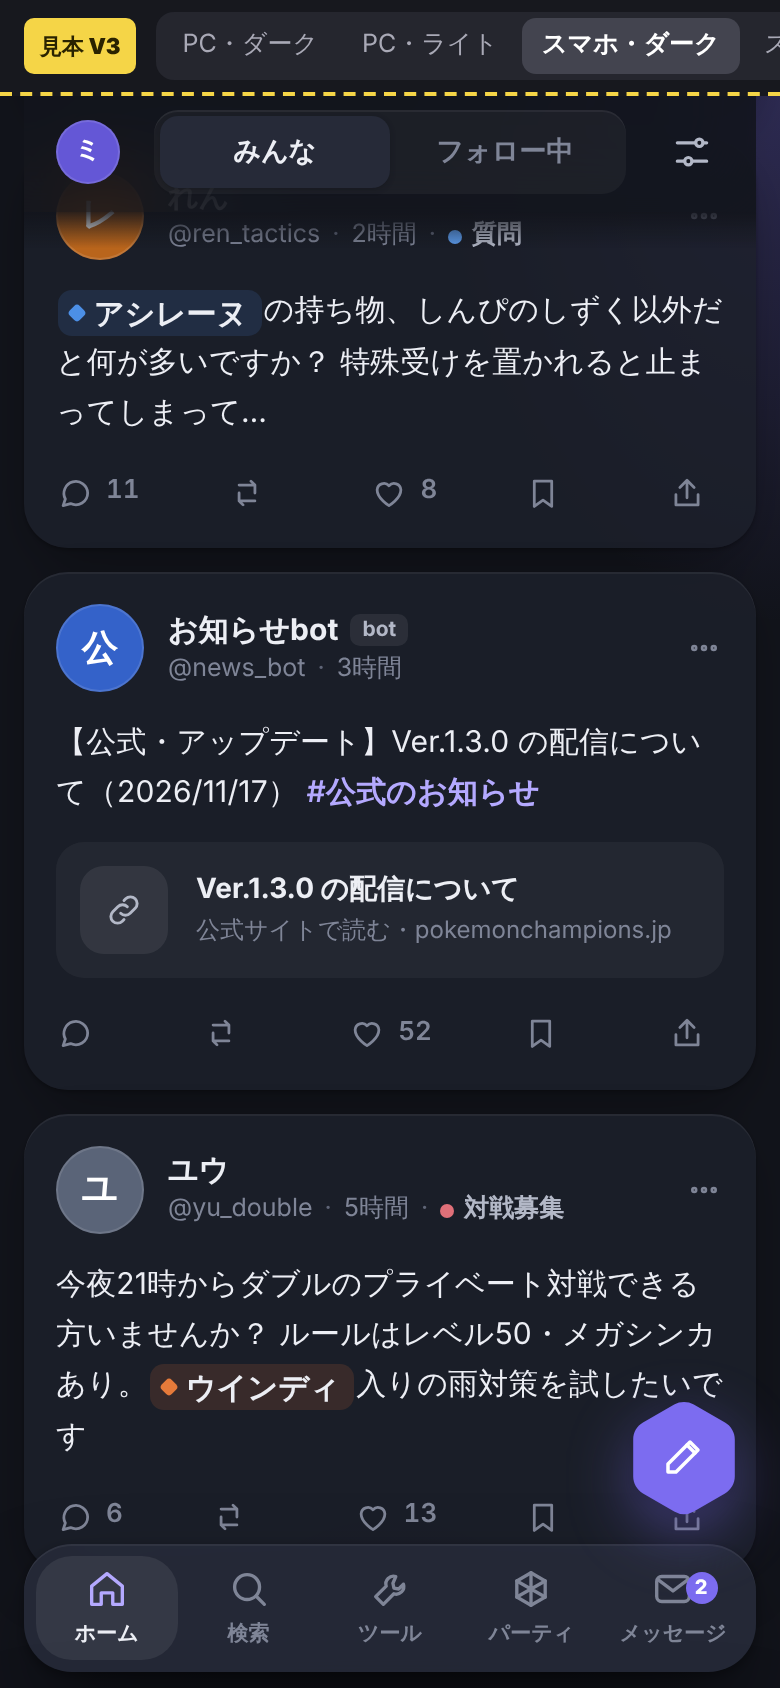 見本 V3 PC・ダーク PC・ライト スマホ・ダーク
ミ みんな フォロー中
レ れん
@ren_tactics · 2時間 · 質問
アシレーヌの持ち物、しんぴのしずく以外だ
と何が多いですか？ 特殊受けを置かれると止ま
ってしまって…
11 8
公 お知らせbot bot
@news_bot · 3時間
【公式・アップデート】Ver.1.3.0 の配信につい
て（2026/11/17） #公式のお知らせ
Ver.1.3.0 の配信について
公式サイトで読む・pokemonchampions.jp
52
ユ ユウ
@yu_double · 5時間 · 対戦募集
今夜21時からダブルのプライベート対戦できる
方いませんか？ ルールはレベル50・メガシンカ
あり。ウインディ入りの雨対策を試したいで
す
6 13
2
ホーム 検索 ツール パーティ メッセージ